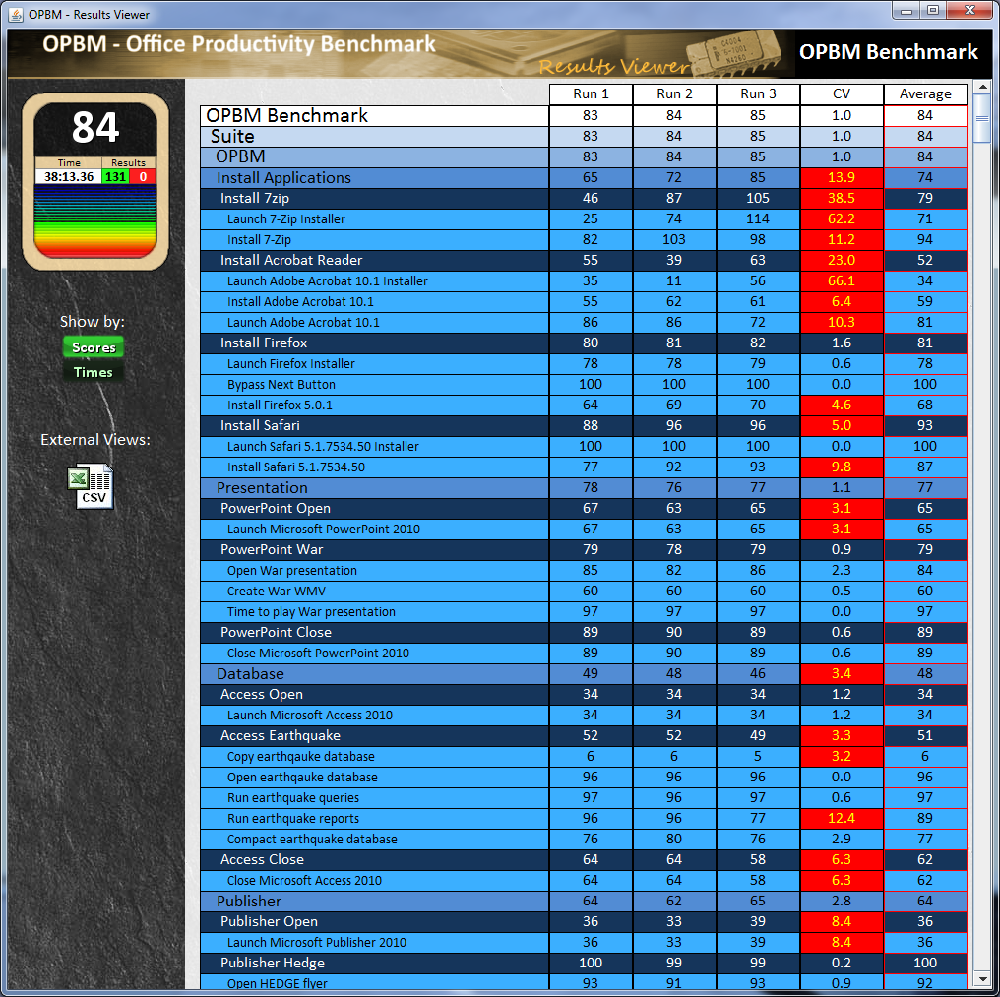 OPBM - Results Viewer
OPBM - Office Productivity Benchmark
Results Viewer
C4004
OPBM Benchmark
84
Time Results
38:13.36 131 0
Show by:
Scores
Times
External Views:
CSV
Run 1 Run 2 Run 3 CV Average
OPBM Benchmark 83 84 85 1.0 84
Suite 83 84 85 1.0 84
OPBM 83 84 85 1.0 84
Install Applications 65 72 85 13.9 74
Install 7zip 46 87 105 38.5 79
Launch 7-Zip Installer 25 74 114 62.2 71
Install 7-Zip 82 103 98 11.2 94
Install Acrobat Reader 55 39 63 23.0 52
Launch Adobe Acrobat 10.1 Installer 35 11 56 66.1 34
Install Adobe Acrobat 10.1 55 62 61 6.4 59
Launch Adobe Acrobat 10.1 86 86 72 10.3 81
Install Firefox 80 81 82 1.6 81
Launch Firefox Installer 78 78 79 0.6 78
Bypass Next Button 100 100 100 0.0 100
Install Firefox 5.0.1 64 69 70 4.6 68
Install Safari 88 96 96 5.0 93
Launch Safari 5.1.7534.50 Installer 100 100 100 0.0 100
Install Safari 5.1.7534.50 77 92 93 9.8 87
Presentation 78 76 77 1.1 77
PowerPoint Open 67 63 65 3.1 65
Launch Microsoft PowerPoint 2010 67 63 65 3.1 65
PowerPoint War 79 78 79 0.9 79
Open War presentation 85 82 86 2.3 84
Create War WMV 60 60 60 0.5 60
Time to play War presentation 97 97 97 0.0 97
PowerPoint Close 89 90 89 0.6 89
Close Microsoft PowerPoint 2010 89 90 89 0.6 89
Database 49 48 46 3.4 48
Access Open 34 34 34 1.2 34
Launch Microsoft Access 2010 34 34 34 1.2 34
Access Earthquake 52 52 49 3.3 51
Copy earthqauke database 6 6 5 3.2 6
Open earthqauke database 96 96 96 0.0 96
Run earthquake queries 97 97 96 0.6 97
Run earthquake reports 96 96 77 12.4 89
Compact earthquake database 76 80 76 2.9 77
Access Close 64 64 58 6.3 62
Close Microsoft Access 2010 64 64 58 6.3 62
Publisher 64 62 65 2.8 64
Publisher Open 36 33 39 8.4 36
Launch Microsoft Publisher 2010 36 33 39 8.4 36
Publisher Hedge 100 99 99 0.2 100
Open HEDGE flyer 93 91 93 0.9 92